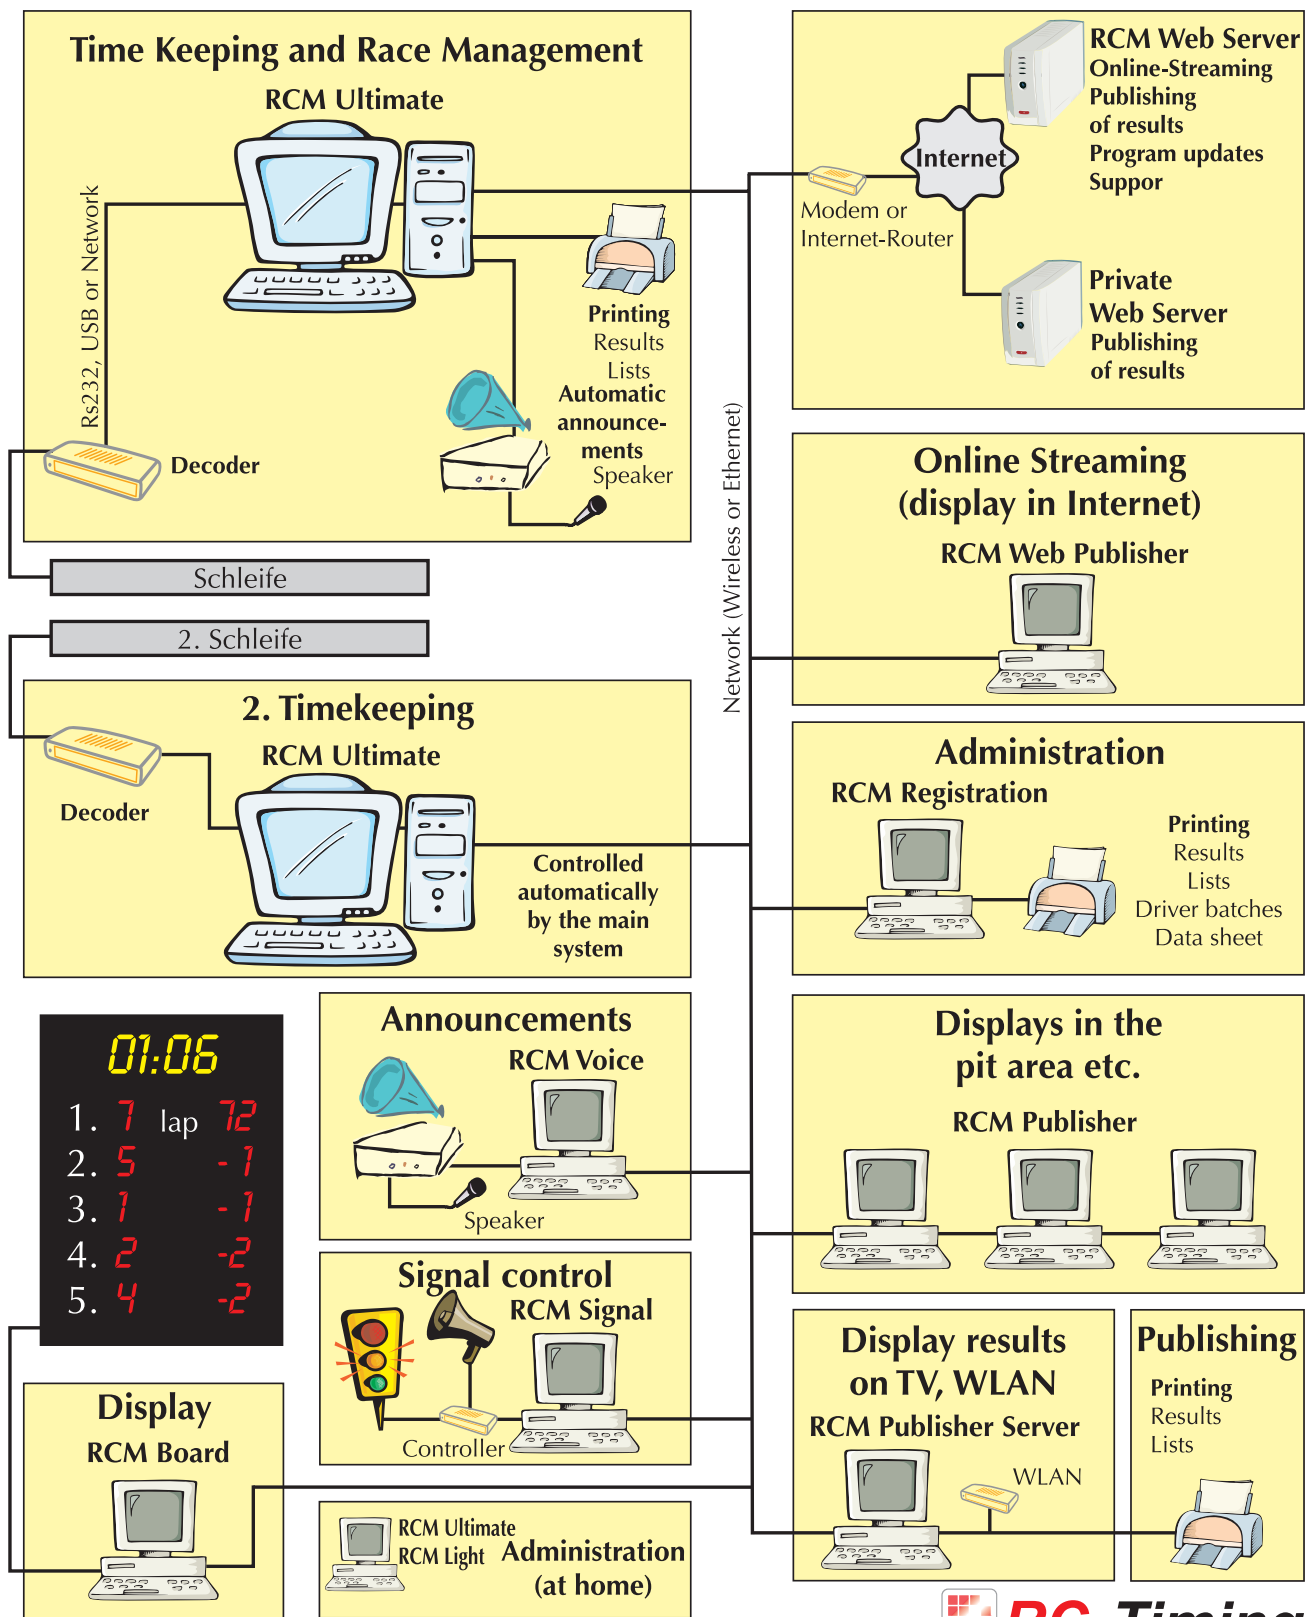 Time Keeping and Race Management
RCM Ultimate
Rs232, USB or Network
Decoder
Printing
Results
Lists
Automatic
announce-
ments
Speaker
Schleife
2. Schleife
2. Timekeeping
RCM Ultimate
Decoder
Controlled
automatically
by the main
system
Network (Wireless or Ethernet)
RCM Web Server
Online-Streaming
Publishing
of results
Program updates
Suppor
Internet
Modem or
Internet-Router
Private
Web Server
Publishing
of results
Online Streaming
(display in Internet)
RCM Web Publisher
Administration
RCM Registration
Printing
Results
Lists
Driver batches
Data sheet
Displays in the
pit area etc.
RCM Publisher
Announcements
RCM Voice
Speaker
01:06
1. 7 lap 72
2. 5 -1
3. 1 -1
4. 2 -2
5. 4 -2
Signal control
RCM Signal
Controller
Display
RCM Board
RCM Ultimate
RCM Light
Administration
(at home)
Display results
on TV, WLAN
RCM Publisher Server
WLAN
Publishing
Printing
Results
Lists
RC-Timing